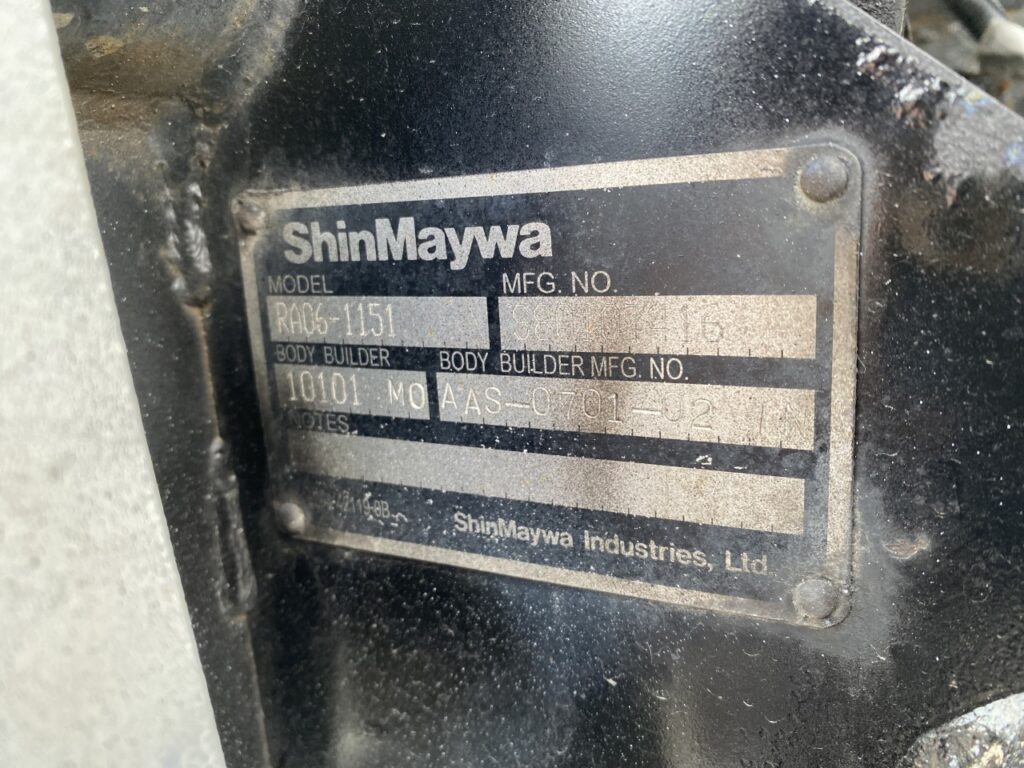 ShinMaywa
MODEL MFG. NO.
RA06-1151
BODY BUILDER BODY BUILDER MFG. NO.
10101 MO AAS-0701-02
NOTES
ShinMaywa Industries, Ltd.